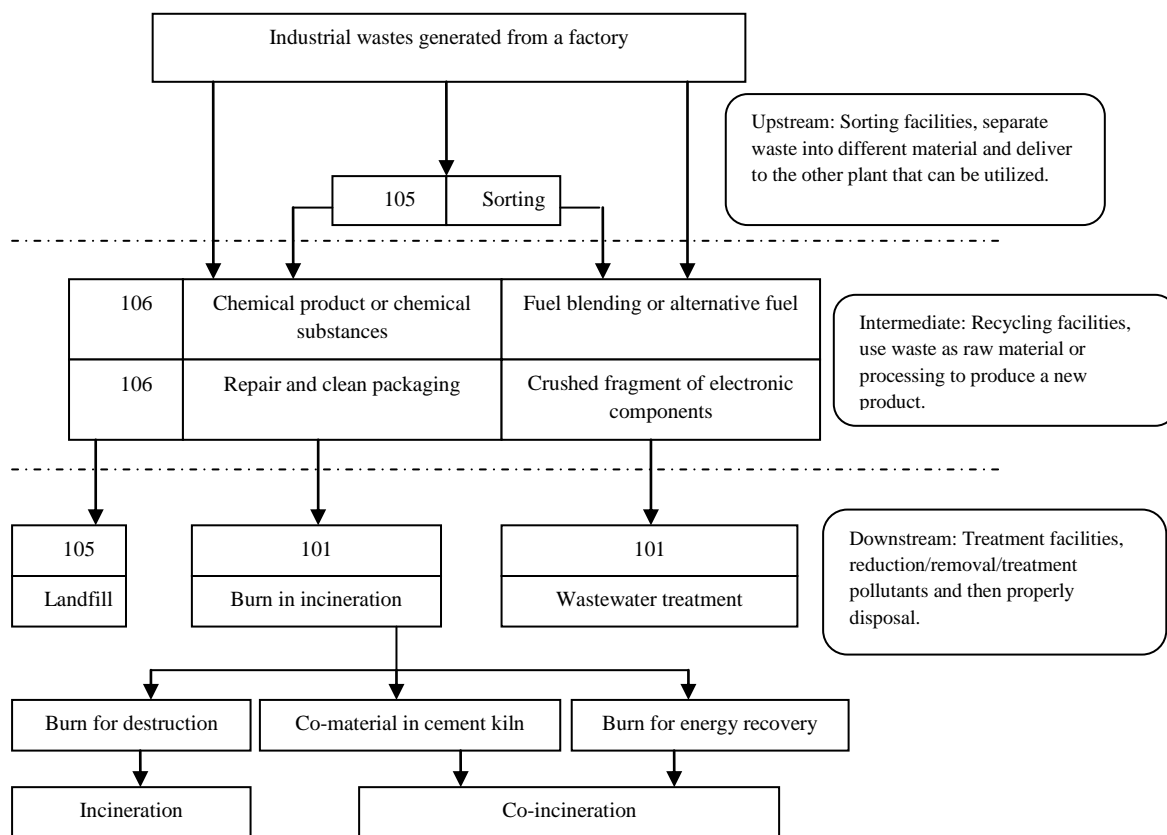 Industrial wastes generated from a factory
Upstream: Sorting facilities, separate
waste into different material and deliver
to the other plant that can be utilized.
105
Sorting
106
Chemical product or chemical
substances
Fuel blending or alternative fuel
106
Repair and clean packaging
Crushed fragment of electronic
components
Intermediate: Recycling facilities,
use waste as raw material or
processing to produce a new
product.
105
Landfill
101
Burn in incineration
101
Wastewater treatment
Downstream: Treatment facilities,
reduction/removal/treatment
pollutants and then properly
disposal.
Burn for destruction
Co-material in cement kiln
Burn for energy recovery
Incineration
Co-incineration